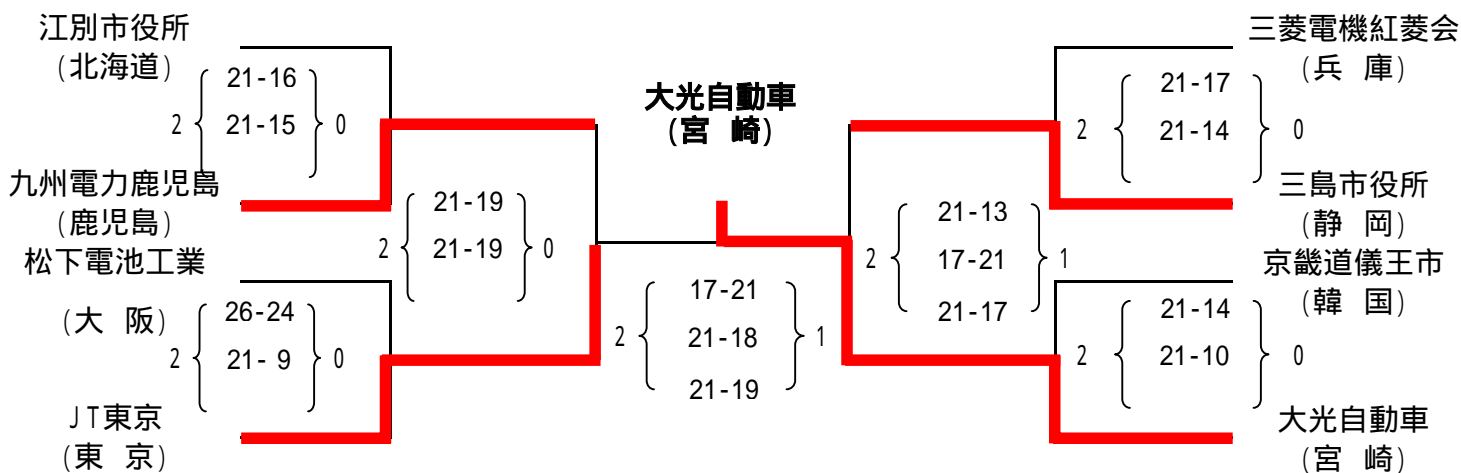 江別市役所
(北海道)
2 21-16 0
21-15
九州電力鹿児島
(鹿児島)
2 21-19 0
21-19
松下電池工業
(大 阪)
2 26-24 0
21- 9
JT東京
(東 京)
大光自動車
(宮 崎)
17-21
2 21-18 1
21-19
三菱電機紅菱会
(兵 庫)
21-17
2 21-14 0
三島市役所
(静 岡)
21-13
2 17-21 1
21-17
京畿道儀王市
(韓 国)
21-14
2 21-10 0
大光自動車
(宮 崎)